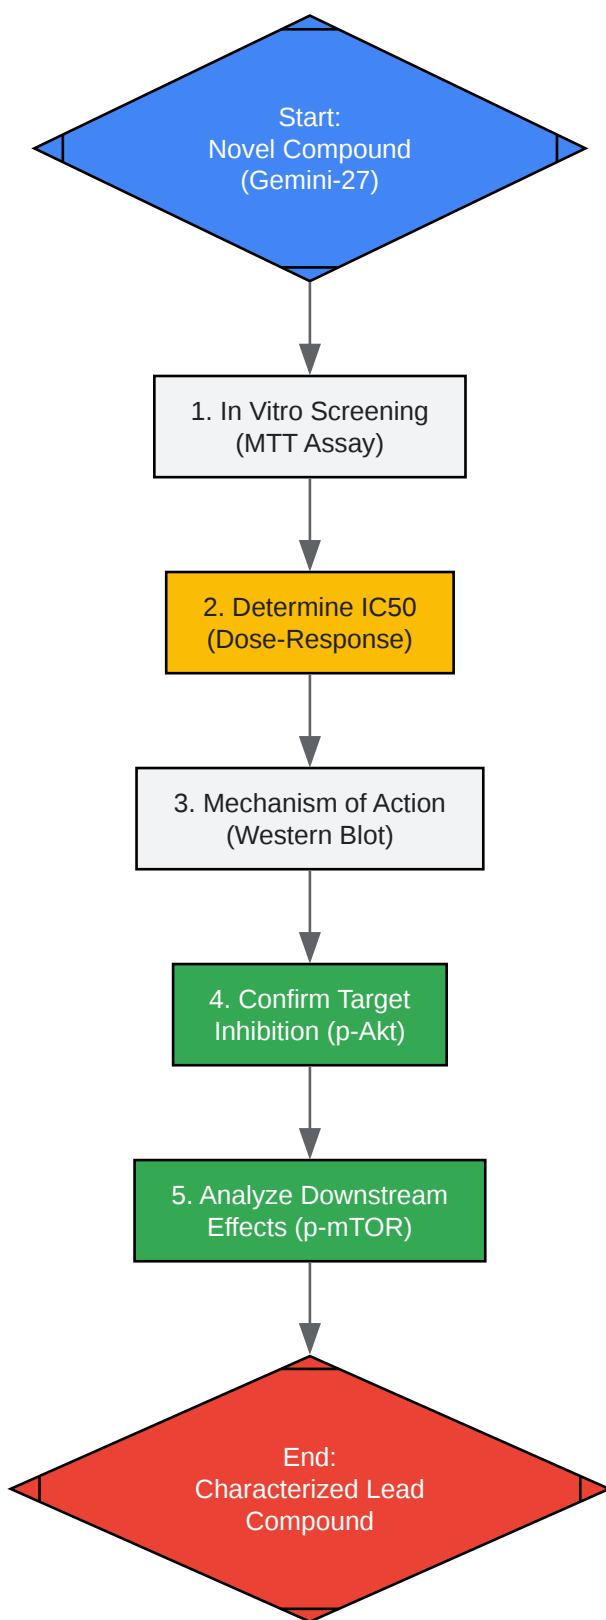 Start:
Novel Compound
(Gemini-27)
1. In Vitro Screening
(MTT Assay)
2. Determine IC50
(Dose-Response)
3. Mechanism of Action
(Western Blot)
4. Confirm Target
Inhibition (p-Akt)
5. Analyze Downstream
Effects (p-mTOR)
End:
Characterized Lead
Compound